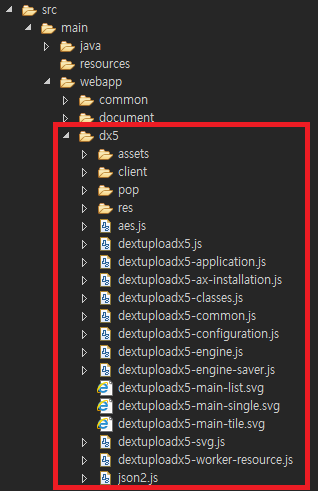 src
main
java
resources
webapp
common
document
dx5
assets
client
pop
res
aes.js
dextuploadx5.js
dextuploadx5-application.js
dextuploadx5-ax-installation.js
dextuploadx5-classes.js
dextuploadx5-common.js
dextuploadx5-configuration.js
dextuploadx5-engine.js
dextuploadx5-engine-saver.js
dextuploadx5-main-list.svg
dextuploadx5-main-single.svg
dextuploadx5-main-tile.svg
dextuploadx5-svg.js
dextuploadx5-worker-resource.js
json2.js